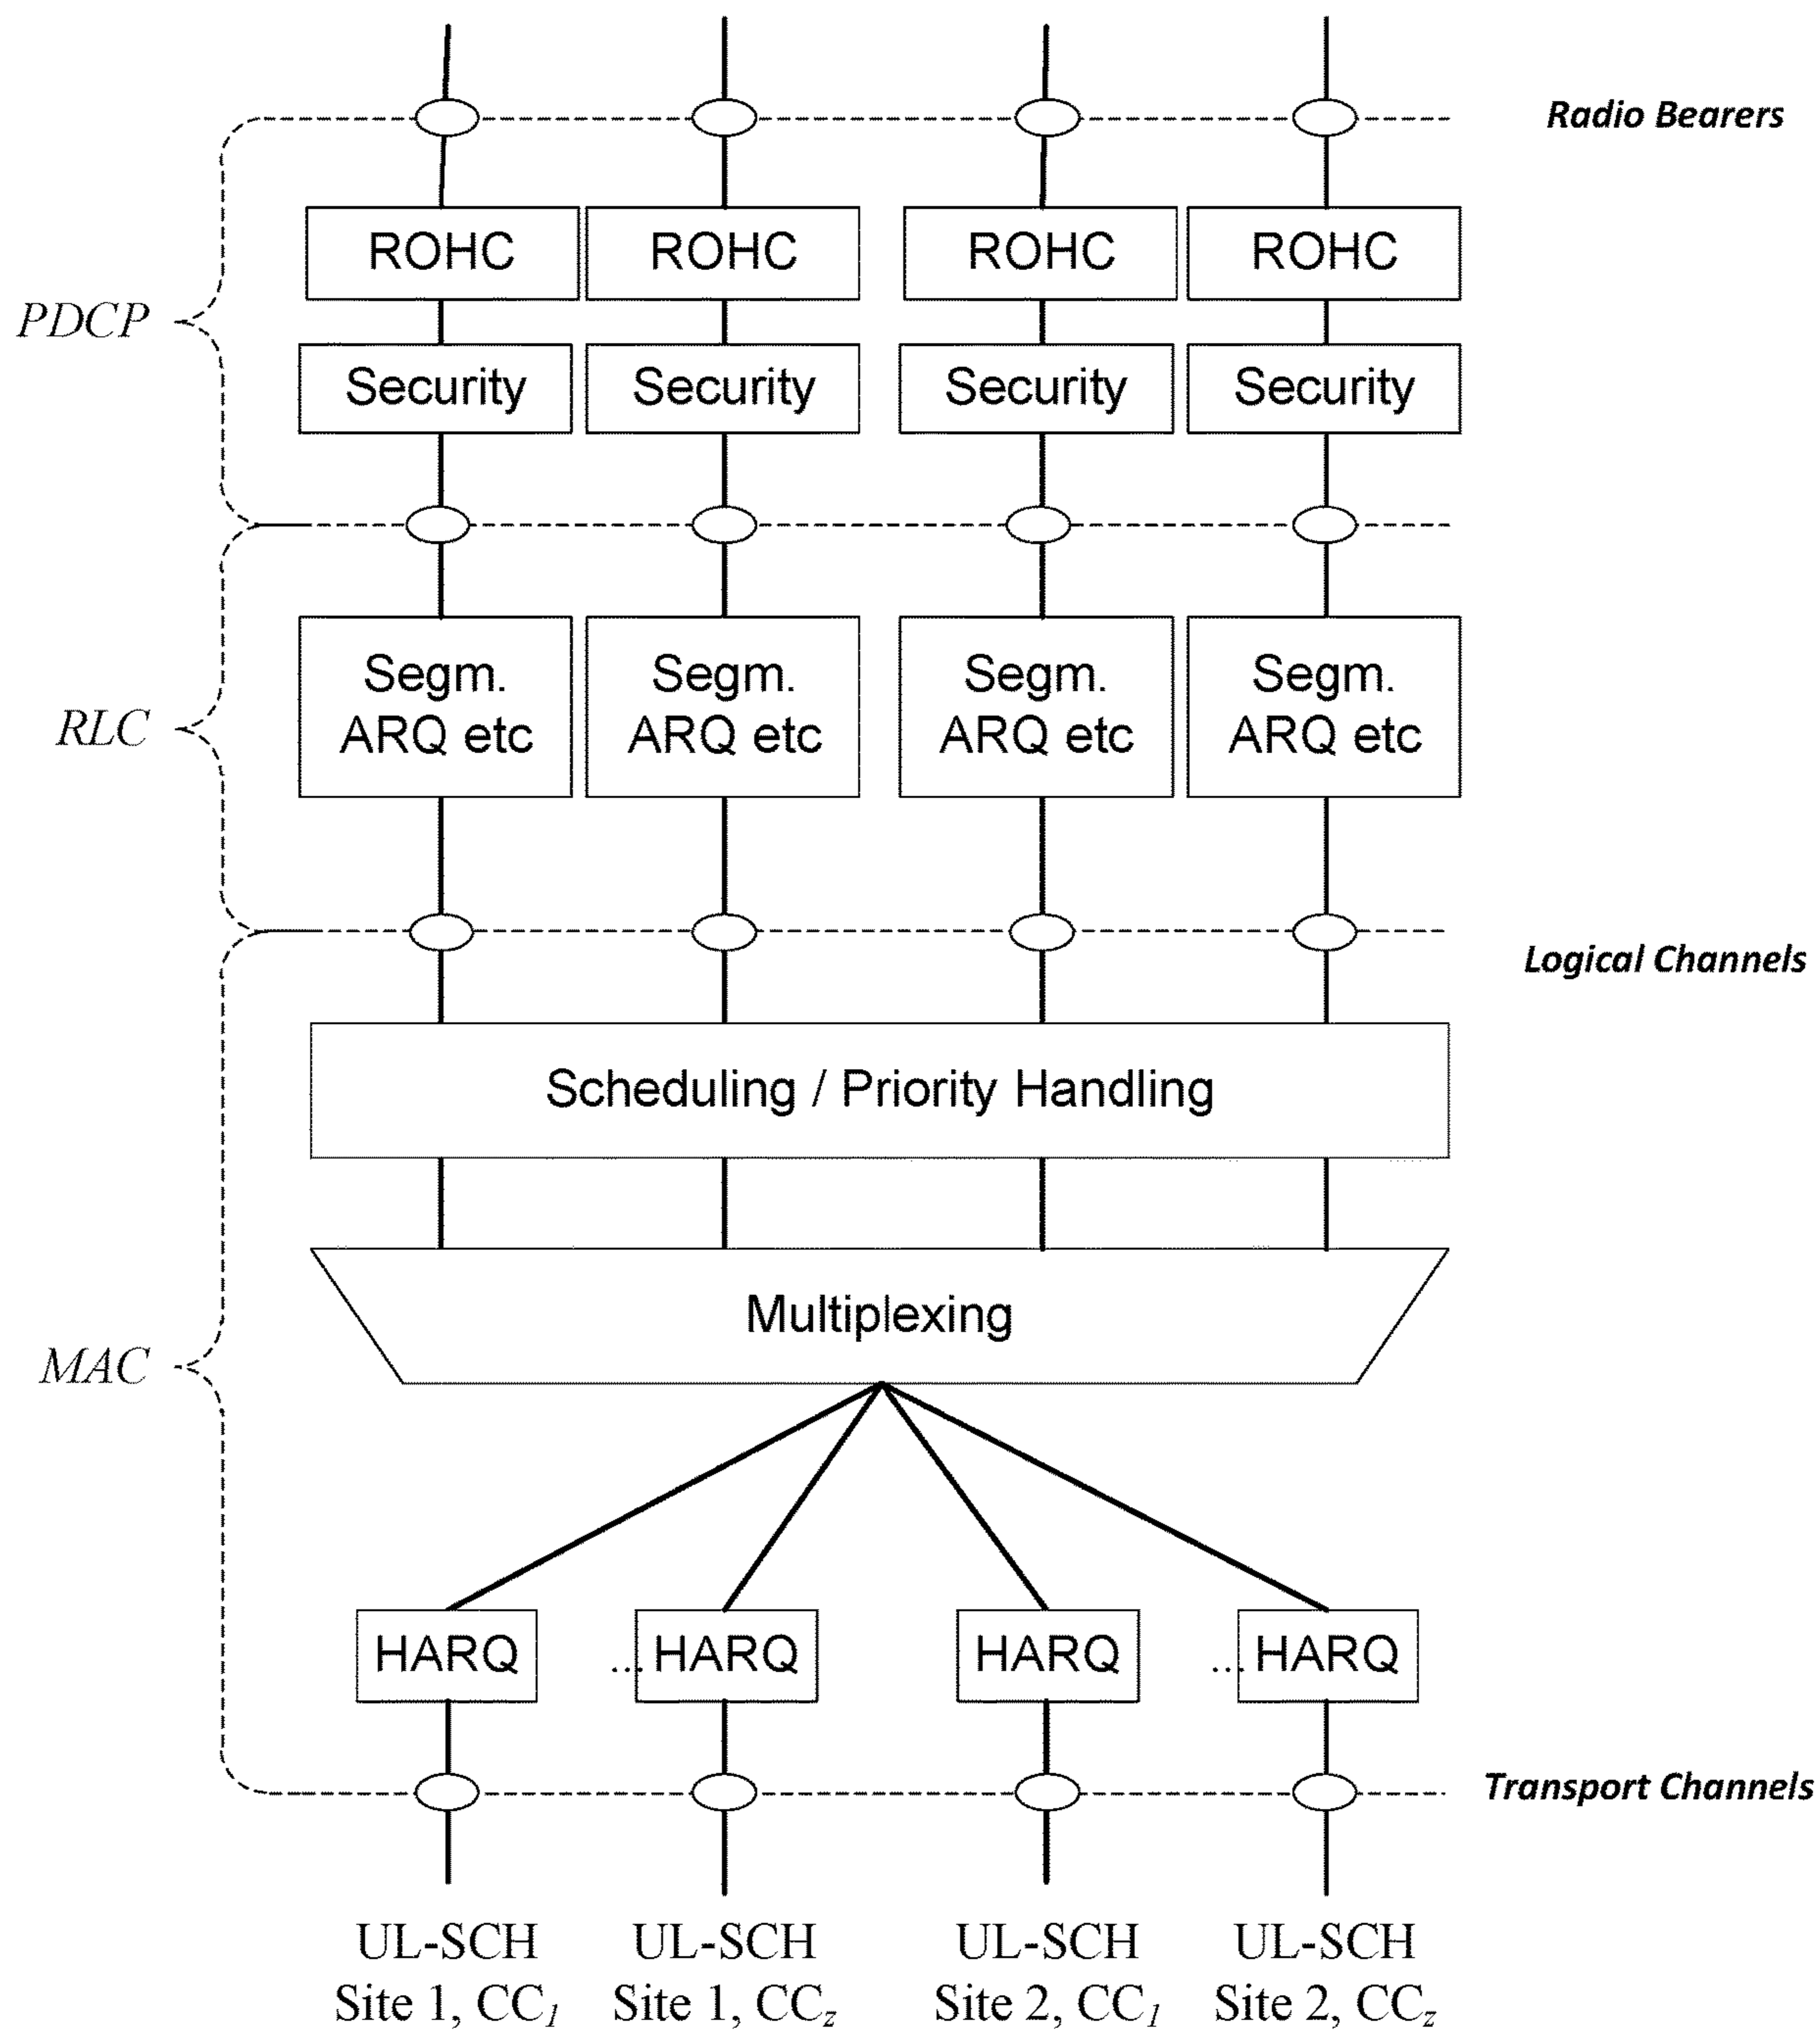 Radio Bearers
ROHC ROHC ROHC ROHC
PDCP
Security Security Security Security
Segm. Segm. Segm. Segm.
RLC
ARQ etc ARQ etc ARQ etc ARQ etc
Logical Channels
Scheduling / Priority Handling
Multiplexing
MAC
HARQ ...HARQ HARQ ...HARQ
Transport Channels
UL-SCH UL-SCH UL-SCH UL-SCH
Site 1, CC1 Site 1, CCz Site 2, CC1 Site 2, CCz